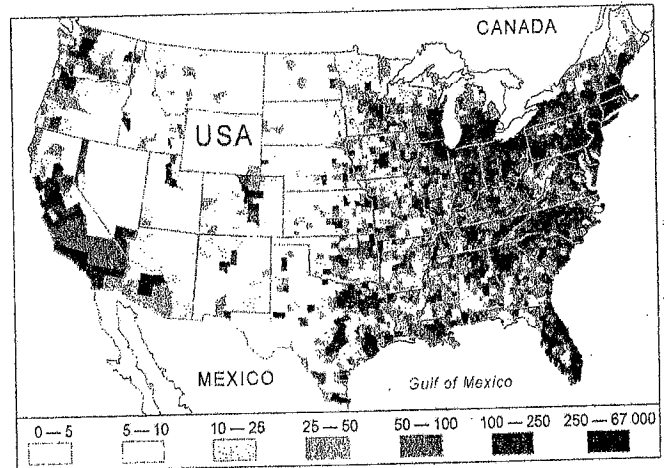 CANADA
USA
MEXICO
Gulf of Mexico
0 — 5
5 — 10
10 — 25
25 — 50
50 — 100
100 — 250
250 — 67 000